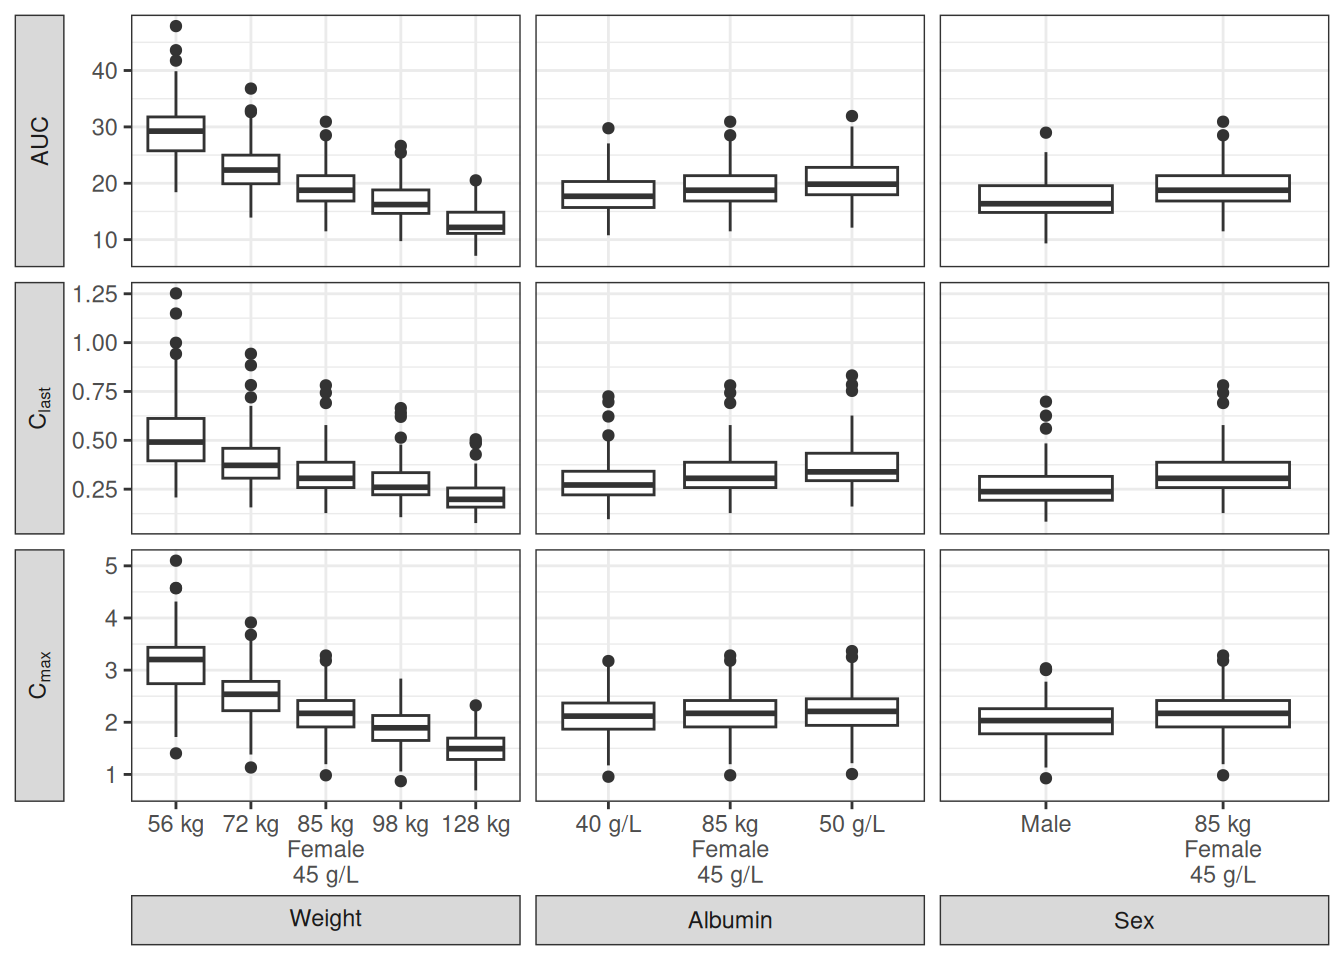 AUC
40
30
20
10
C_last
1.25
1.00
0.75
0.50
0.25
C_max
5
4
3
2
1
56 kg 72 kg 85 kg 98 kg 128 kg
Female
45 g/L
40 g/L 85 kg 50 g/L
Female
45 g/L
Male 85 kg
Female
45 g/L
Weight
Albumin
Sex